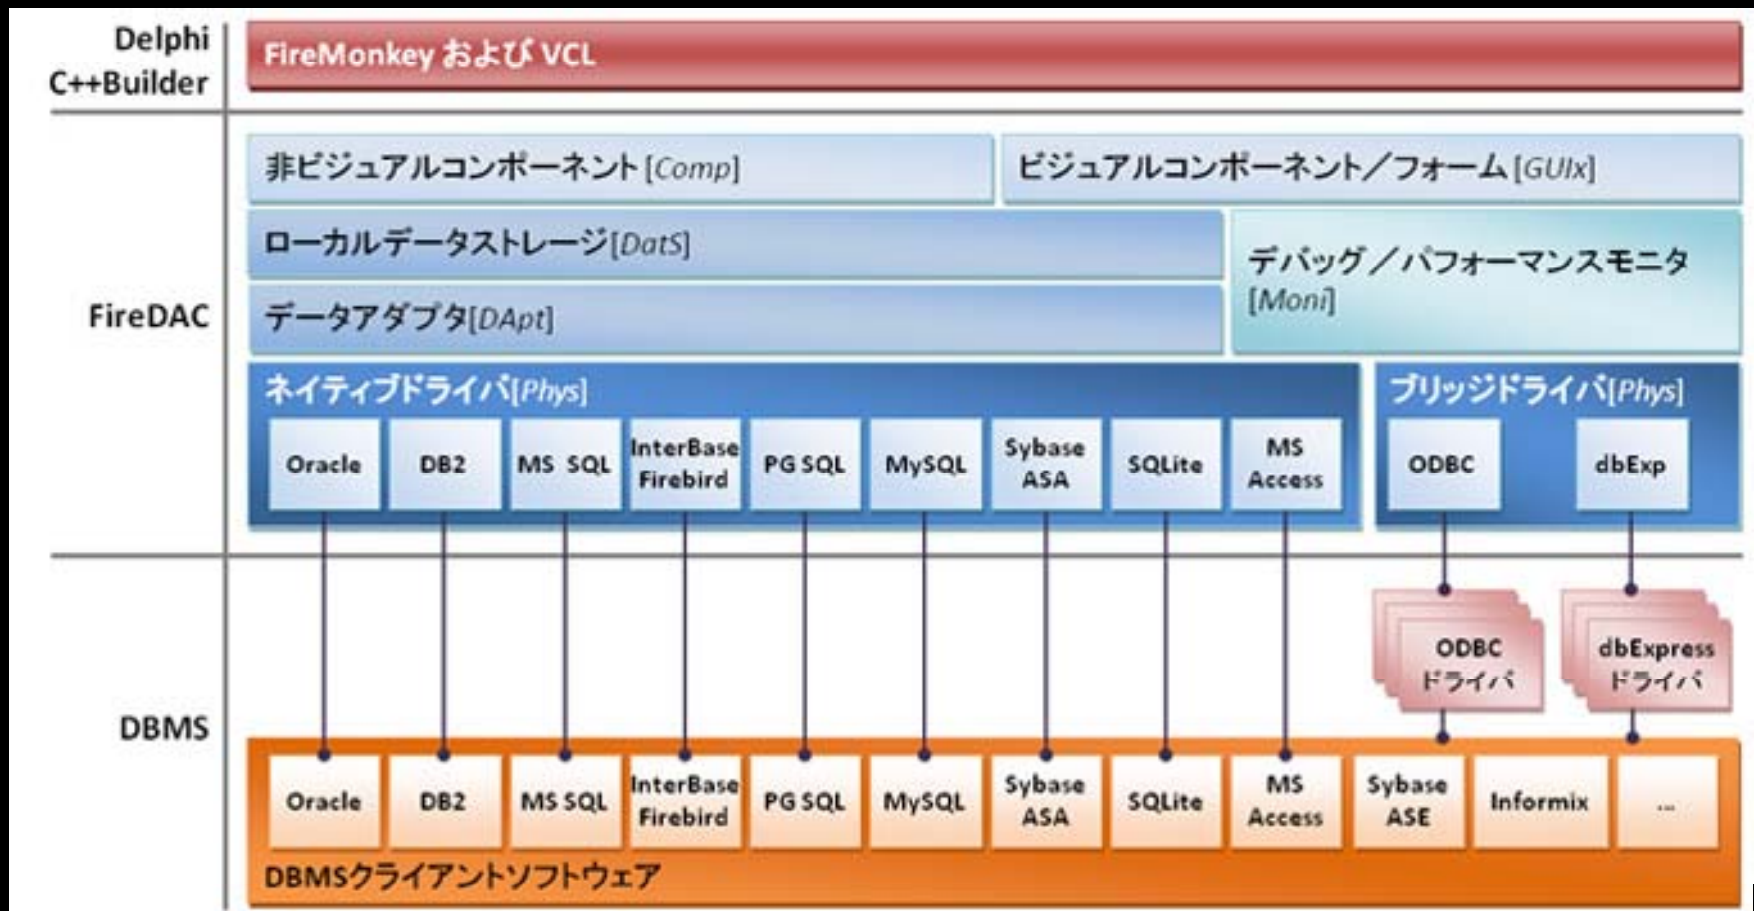 Delphi
C++Builder
FireMonkey および VCL
FireDAC
非ビジュアルコンポーネント [Comp]
ビジュアルコンポーネント／フォーム [GUIx]
ローカルデータストレージ[DatS]
デバッグ／パフォーマンスモニタ
[Moni]
データアダプタ[DApt]
ネイティブドライバ[Phys]
Oracle
DB2
MS SQL
InterBase
Firebird
PG SQL
MySQL
Sybase
ASA
SQLite
MS
Access
ブリッジドライバ[Phys]
ODBC
dbExp
DBMS
ODBC
ドライバ
dbExpress
ドライバ
Oracle
DB2
MS SQL
InterBase
Firebird
PG SQL
MySQL
Sybase
ASA
SQLite
MS
Access
Sybase
ASE
Informix
...
DBMSクライアントソフトウェア